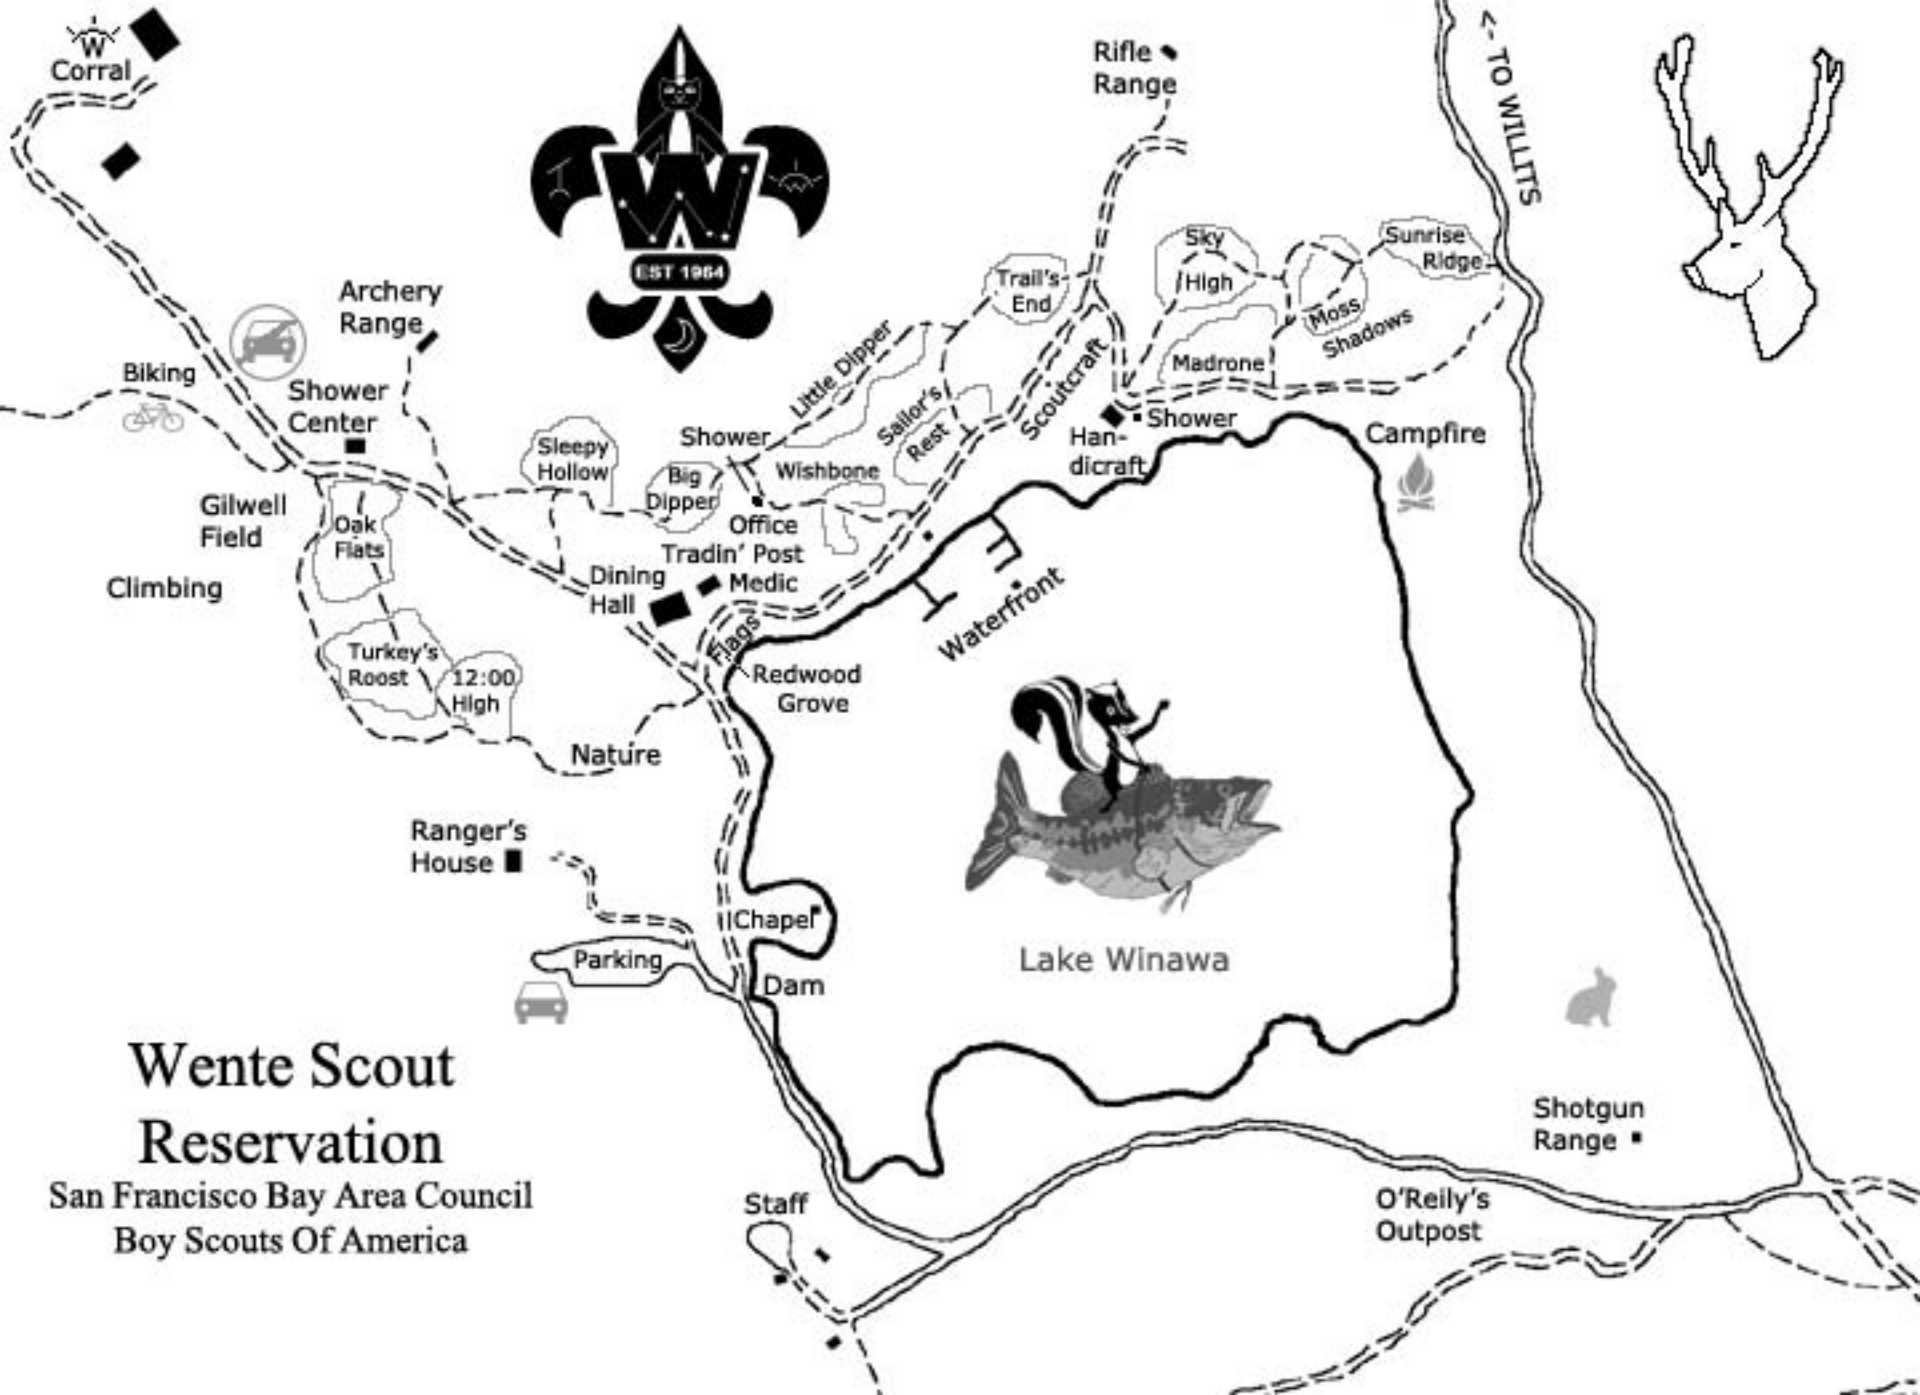 W
Corral
Rifle
Range
<- TO WILLITS
W
EST 1964
W
Archery
Range
Biking
Shower
Center
Sky
High
Sunrise
Ridge
Trail's
End
Moss
Shadows
Madrone
Little Dipper
Scoutcraft
Sailor's
Rest
Shower
Han-
dicraft
Campfire
Sleepy
Hollow
Shower
Big
Dipper
Wishbone
Gilwell
Field
Oak
Flats
Office
Tradin' Post
Medic
Dining
Hall
Climbing
Waterfront
Flags
Redwood
Grove
Turkey's
Roost
12:00
High
Nature
Ranger's
House
Chapel
Parking
Dam
Lake Winawa
Wente Scout
Reservation
San Francisco Bay Area Council
Boy Scouts Of America
Shotgun
Range
O'Reily's
Outpost
Staff